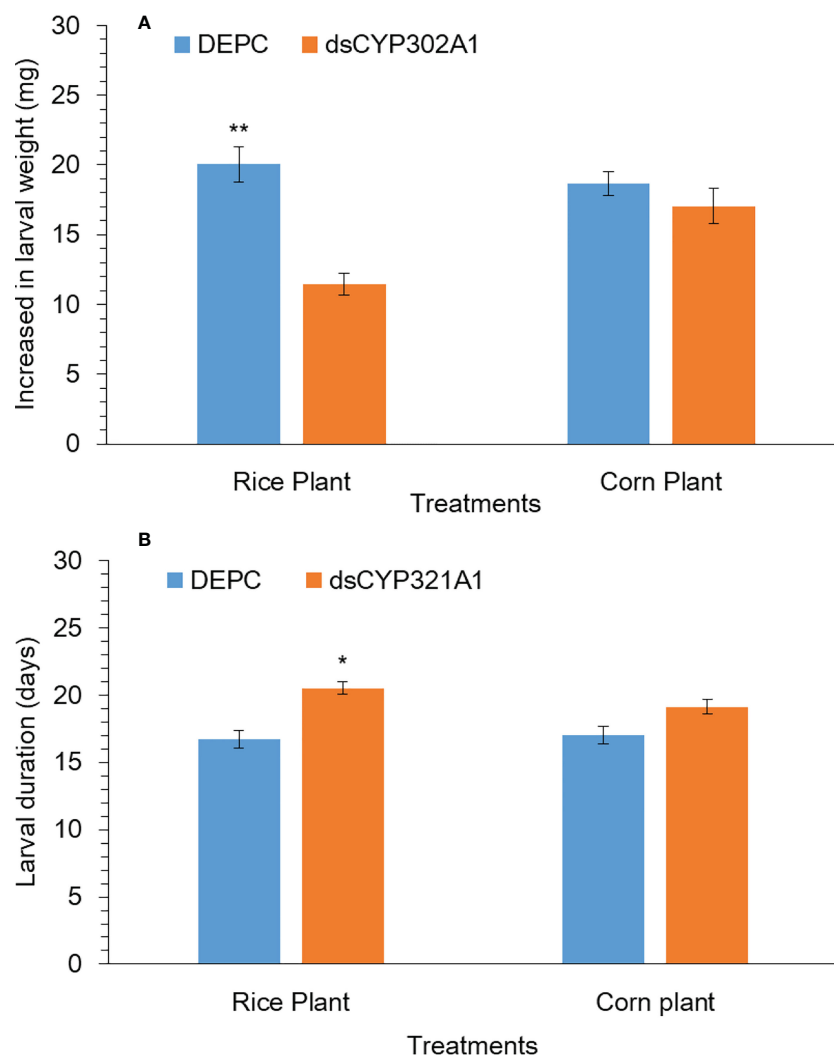 A
DEPC dsCYP302A1
Increased in larval weight (mg)
30
25
20
15
10
5
0
**
Rice Plant Corn Plant
Treatments
B
DEPC dsCYP321A1
Larval duration (days)
30
25
20
15
10
5
0
*
Rice Plant Corn plant
Treatments